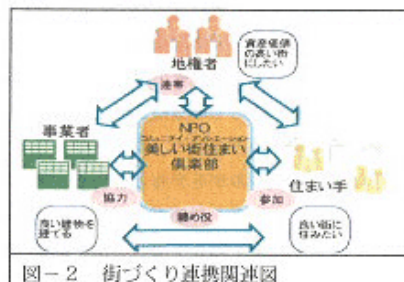 地権者
資産価値
の高い街
にしたい
連帯
事業者
NPO
コミュニティ・アソシエーション
美しい街住まい
倶楽部
住まい手
協力
参加
纏め役
良い建物を
建てる
良い街に
住みたい
図-2 街づくり連携関連図